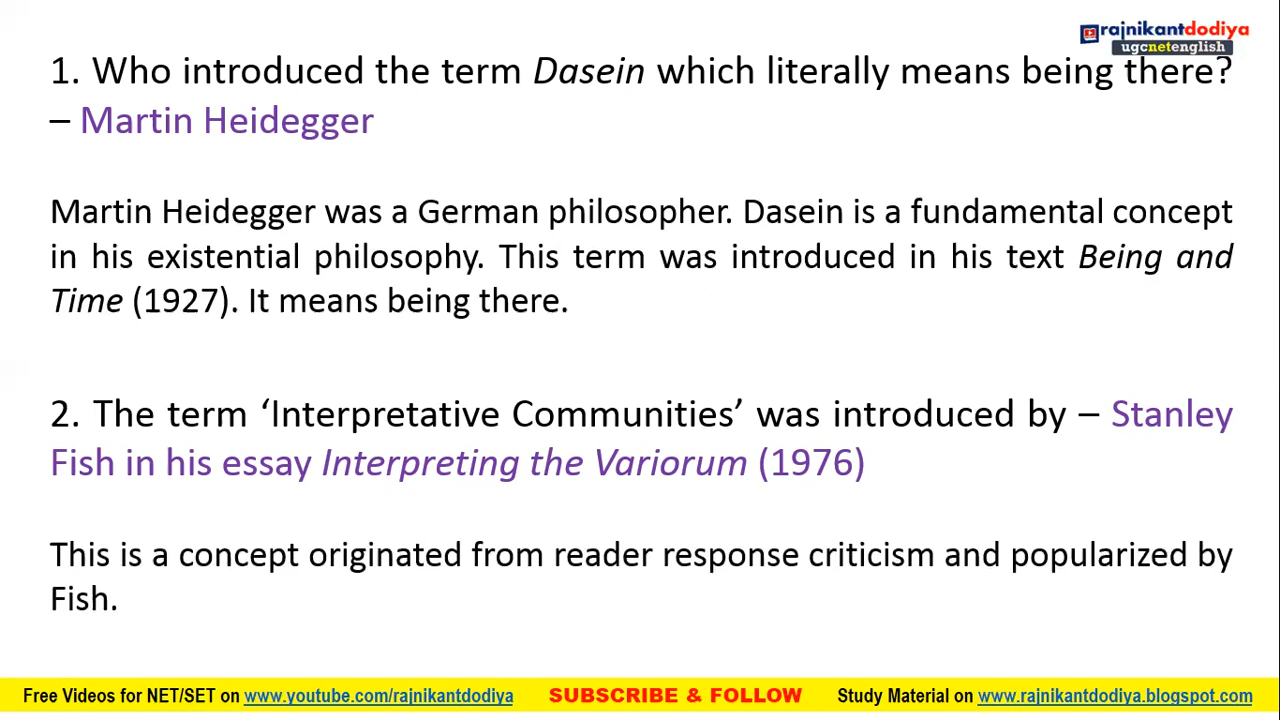 rajnikantdodiya
ugcnetenglish
1. Who introduced the term Dasein which literally means being there?
– Martin Heidegger
Martin Heidegger was a German philosopher. Dasein is a fundamental concept
in his existential philosophy. This term was introduced in his text Being and
Time (1927). It means being there.
2. The term ‘Interpretative Communities’ was introduced by – Stanley
Fish in his essay Interpreting the Variorum (1976)
This is a concept originated from reader response criticism and popularized by
Fish.
Free Videos for NET/SET on www.youtube.com/rajnikantdodiya SUBSCRIBE & FOLLOW Study Material on www.rajnikantdodiya.blogspot.com